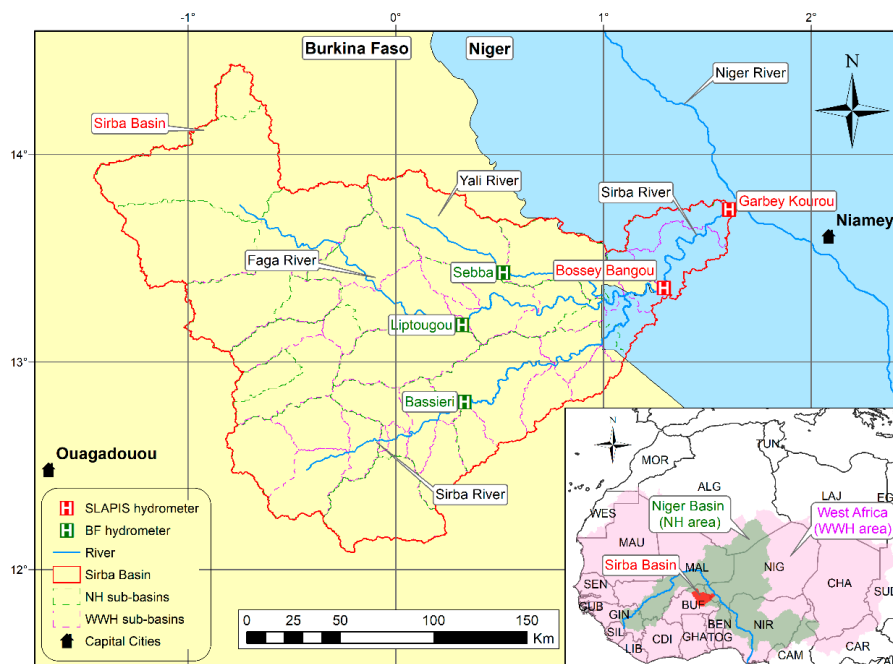 -1° 0° 1° 2°
Burkina Faso
Niger
N
Niger River
Sirba Basin
14°
Yali River
Sirba River
Garbey Kourou
Niamey
Faga River
Sebba
Bossey Bangou
Liptougou
13°
Bassieri
Ouagadouou
Sirba River
12°
SLAPIS hydrometer
BF hydrometer
River
Sirba Basin
NH sub-basins
WWH sub-basins
Capital Cities
0 25 50 100 150
Km
N
TUN
MOR
ALG
LAJ
EG
WES
Niger Basin
(NH area)
West Africa
(WWH area)
MAU
Sirba Basin
MAL
NIG
CHA
SUD
SEN
GUB
GIN
BUF
BEN
NIR
SIL
CDI
GHA
TOG
LIB
CAM
CAR